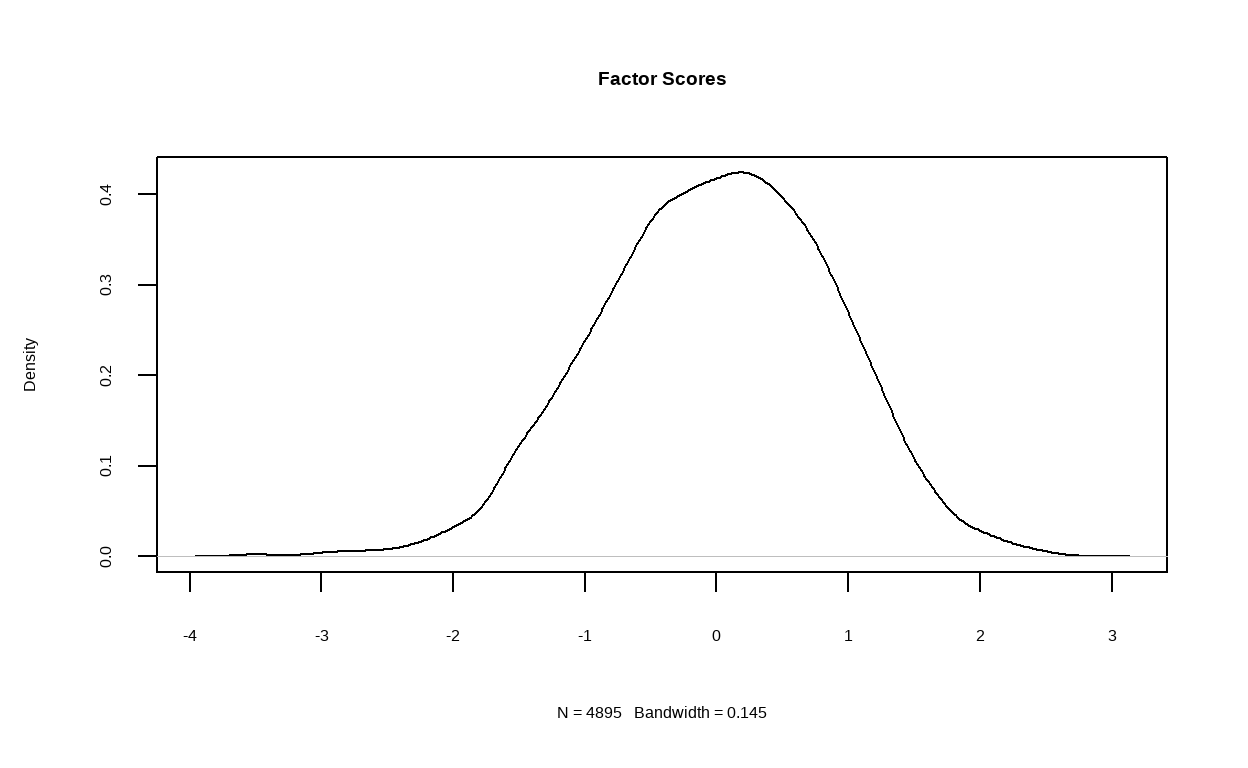 Factor Scores
Density
0.4
0.3
0.2
0.1
0.0
-4 -3 -2 -1 0 1 2 3
N = 4895 Bandwidth = 0.145